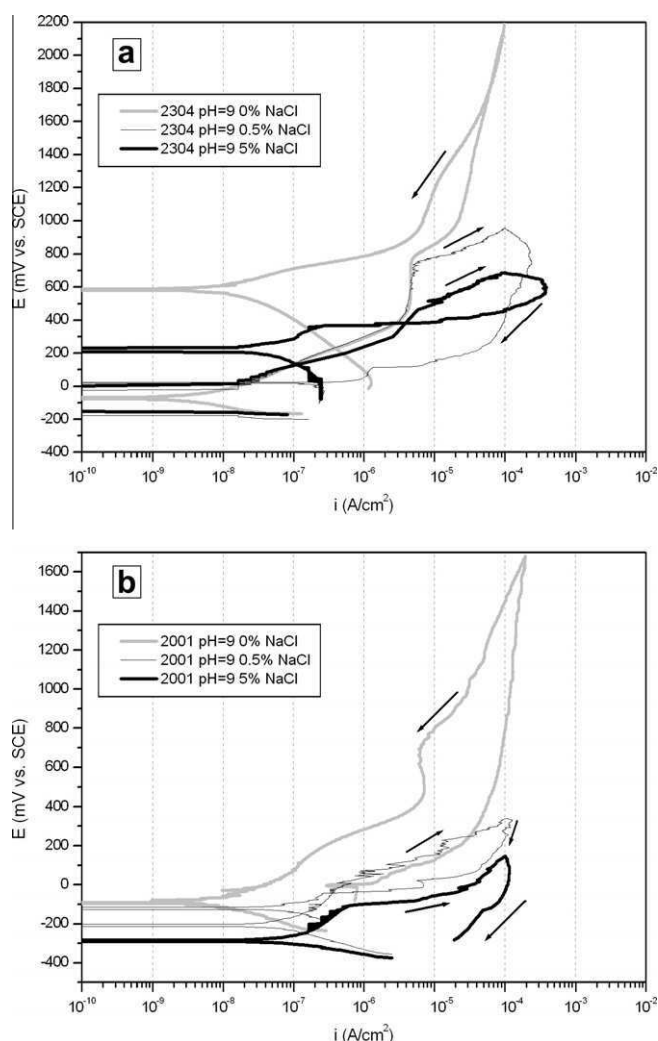 a
2304 pH=9 0% NaCl
2304 pH=9 0.5% NaCl
2304 pH=9 5% NaCl
E (mV vs. SCE)
2200
2000
1800
1600
1400
1200
1000
800
600
400
200
0
-200
-400
10-10 10-9 10-8 10-7 10-6 10-5 10-4 10-3 10-2
i (A/cm2)
b
2001 pH=9 0% NaCl
2001 pH=9 0.5% NaCl
2001 pH=9 5% NaCl
E (mV vs. SCE)
1600
1400
1200
1000
800
600
400
200
0
-200
-400
10-10 10-9 10-8 10-7 10-6 10-5 10-4 10-3 10-2
i (A/cm2)